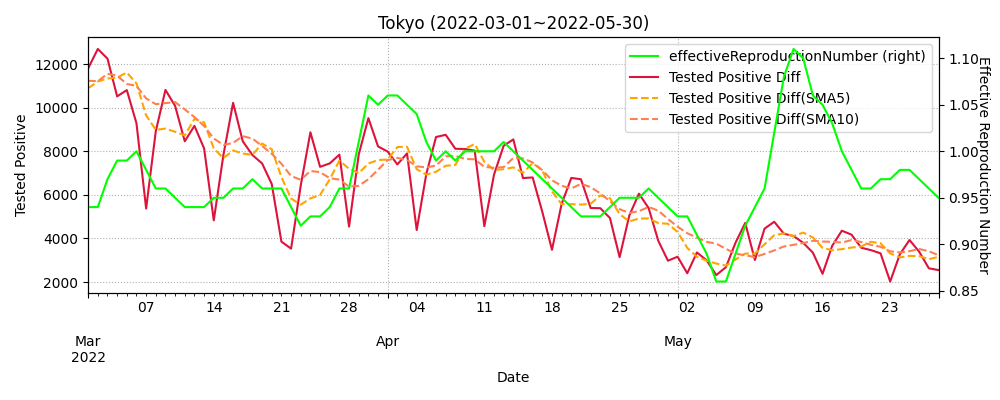 Tokyo (2022-03-01~2022-05-30)
Tested Positive
12000
10000
8000
6000
4000
2000
effectiveReproductionNumber (right)
Tested Positive Diff
Tested Positive Diff(SMA5)
Tested Positive Diff(SMA10)
1.10
1.05
1.00
0.95
0.90
0.85
Effective Reproduction Number
07 14 21 28 04 11 18 25 02 09 16 23
Mar Apr May
2022
Date